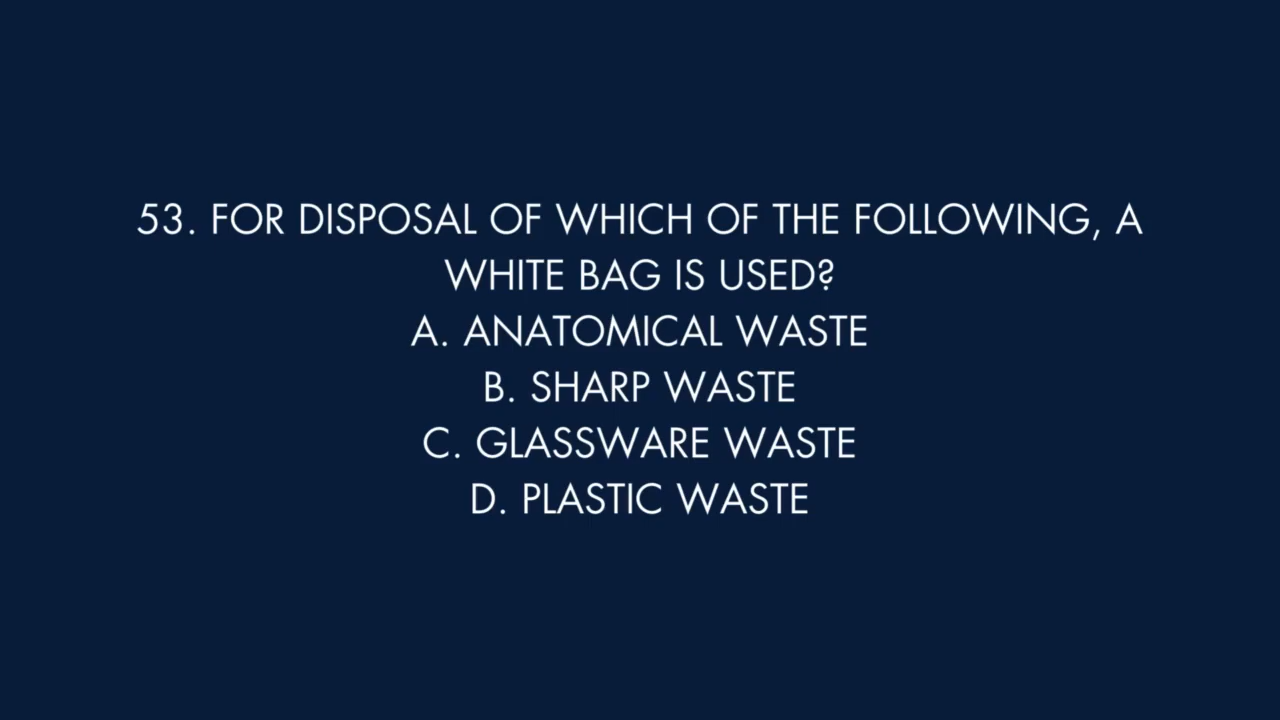 53. FOR DISPOSAL OF WHICH OF THE FOLLOWING, A
WHITE BAG IS USED?
A. ANATOMICAL WASTE
B. SHARP WASTE
C. GLASSWARE WASTE
D. PLASTIC WASTE